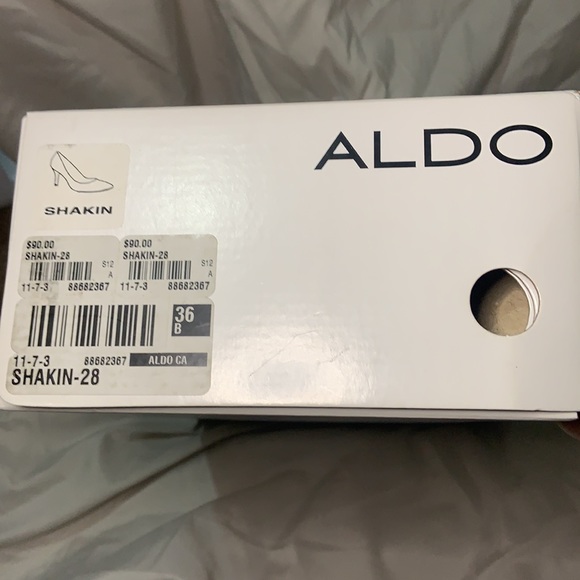 ALDO
SHAKIN
$90.00
SHAKIN-28
S12
A
11-7-3 88682367
$90.00
SHAKIN-28
S12
A
11-7-3 88682367
36
B
11-7-3 88682367 ALDO CA
SHAKIN-28